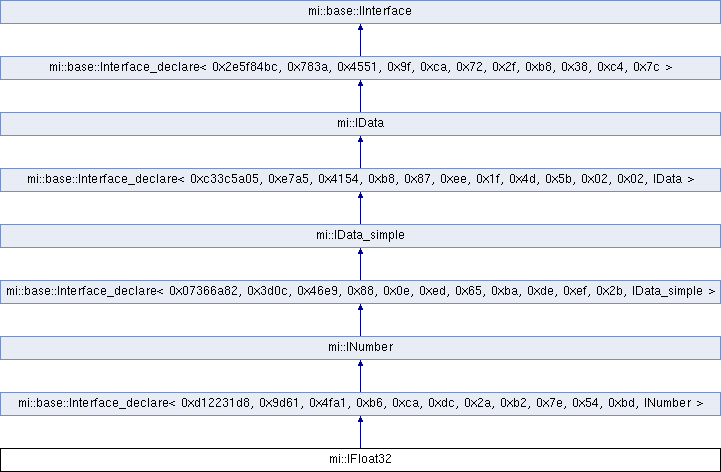 mi::base::IInterface
mi::base::Interface_declare< 0x2e5f84bc, 0x783a, 0x4551, 0x9f, 0xca, 0x72, 0x2f, 0xb8, 0x38, 0xc4, 0x7c >
mi::IData
mi::base::Interface_declare< 0xc33c5a05, 0xe7a5, 0x4154, 0xb8, 0x87, 0xee, 0x1f, 0x4d, 0x5b, 0x02, 0x02, IData >
mi::IData_simple
mi::base::Interface_declare< 0x07366a82, 0x3d0c, 0x46e9, 0x88, 0x0e, 0xed, 0x65, 0xba, 0xde, 0xef, 0x2b, IData_simple >
mi::INumber
mi::base::Interface_declare< 0xd12231d8, 0x9d61, 0x4fa1, 0xb6, 0xca, 0xdc, 0x2a, 0xb2, 0x7e, 0x54, 0xbd, INumber >
mi::IFloat32